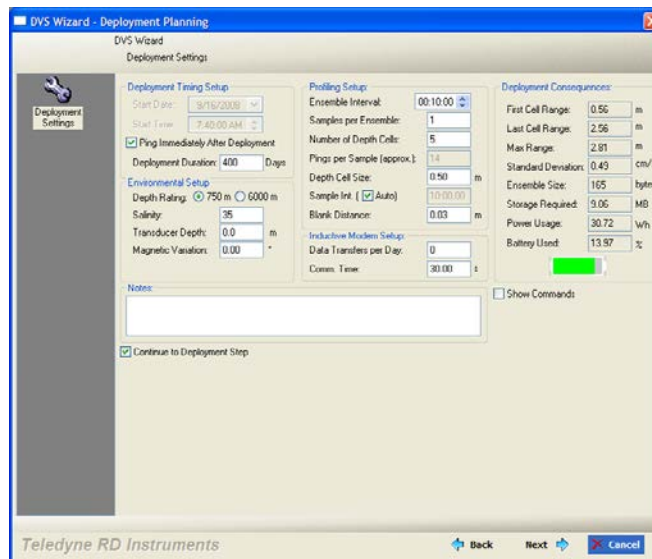 DVS Wizard - Deployment Planning
DVS Wizard
Deployment Settings
Deployment Settings
Deployment Timing Setup
Start Date: 9/16/2008
Start Time: 7:40:00 AM
Ping Immediately After Deployment
Deployment Duration: 400 Days
Environmental Setup
Depth Rating: 750 m 6000 m
Salinity: 35
Transducer Depth: 0.0 m
Magnetic Variation: 0.00 °
Profiling Setup:
Ensemble Interval: 00:10:00
Samples per Ensemble: 1
Number of Depth Cells: 5
Pings per Sample (approx.): 14
Depth Cell Size: 0.50 m
Sample Int. ( Auto) 10:00.00
Blank Distance: 0.03 m
Inductive Modem Setup:
Data Transfers per Day: 0
Comm. Time: 30.00 s
Deployment Consequences:
First Cell Range: 0.56 m
Last Cell Range: 2.56 m
Max Range: 2.81 m
Standard Deviation: 0.49 cm/
Ensemble Size: 165 byte
Storage Required: 9.06 MB
Power Usage: 30.72 Wh
Battery Used: 13.97 %
Show Commands
Notes:
Continue to Deployment Step
Teledyne RD Instruments
Back Next Cancel